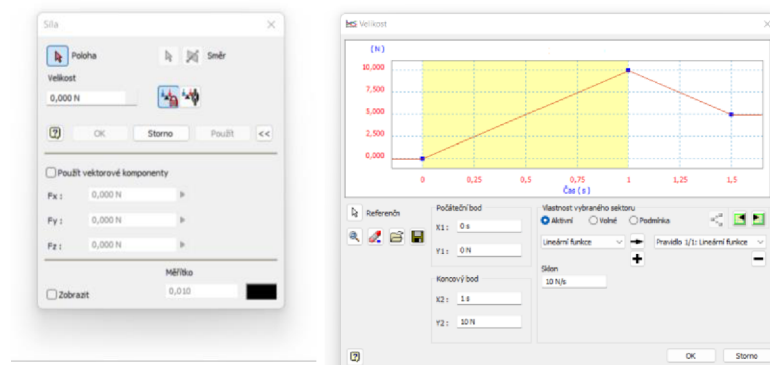 Síla
Poloha
Směr
Velikost
0,000 N
OK
Storno
Použít
<<
Použít vektorové komponenty
Fx :
0,000 N
Fy :
0,000 N
Fz :
0,000 N
Měřítko
Zobrazit
0,010
Velikost
(N)
10,000
7,500
5,000
2,500
0,000
0
0,25
0,5
0,75
1
1,25
1,5
Čas ( s )
Referenčn
Počáteční bod
X1 :
0 s
Y1 :
0 N
Koncový bod
X2 :
1 s
Y2 :
10 N
Vlastnost vybraného sektoru
Aktivní
Volné
Podmínka
Lineární funkce
Pravidlo 1/1: Lineární funkce
Sklon
10 N/s
OK
Storno